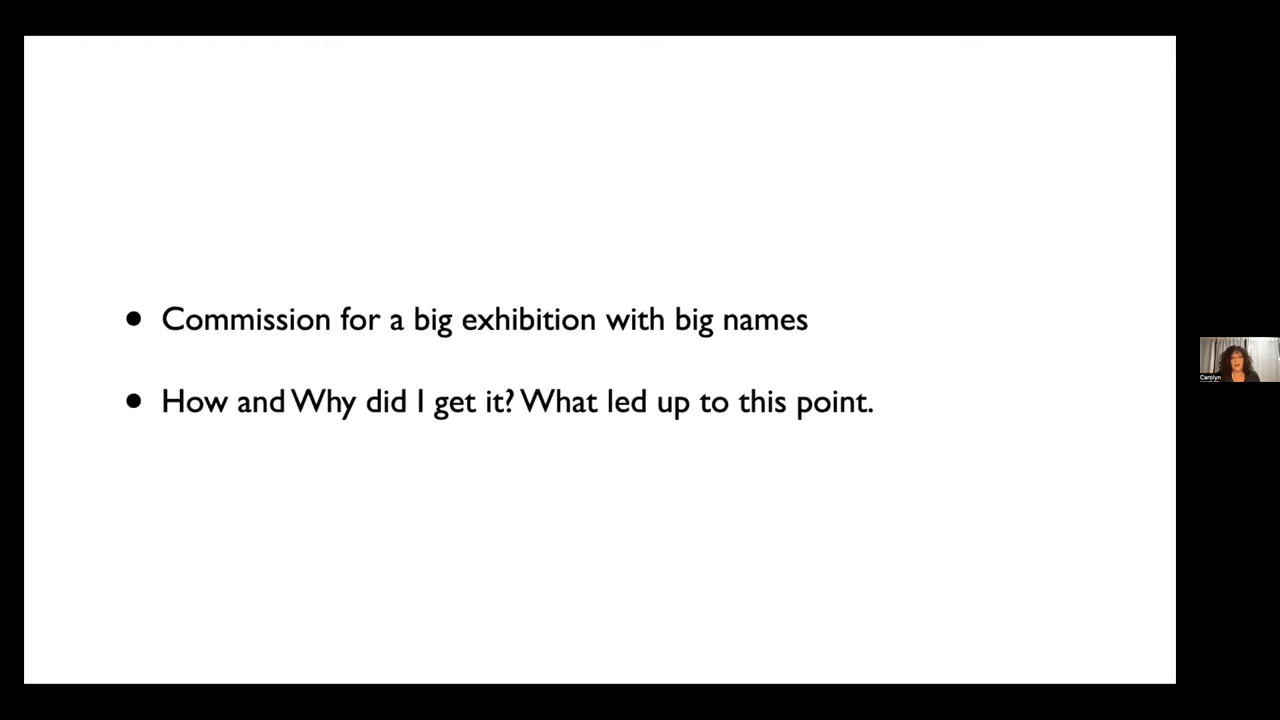 • Commission for a big exhibition with big names
• How and Why did I get it? What led up to this point.
Carolyn